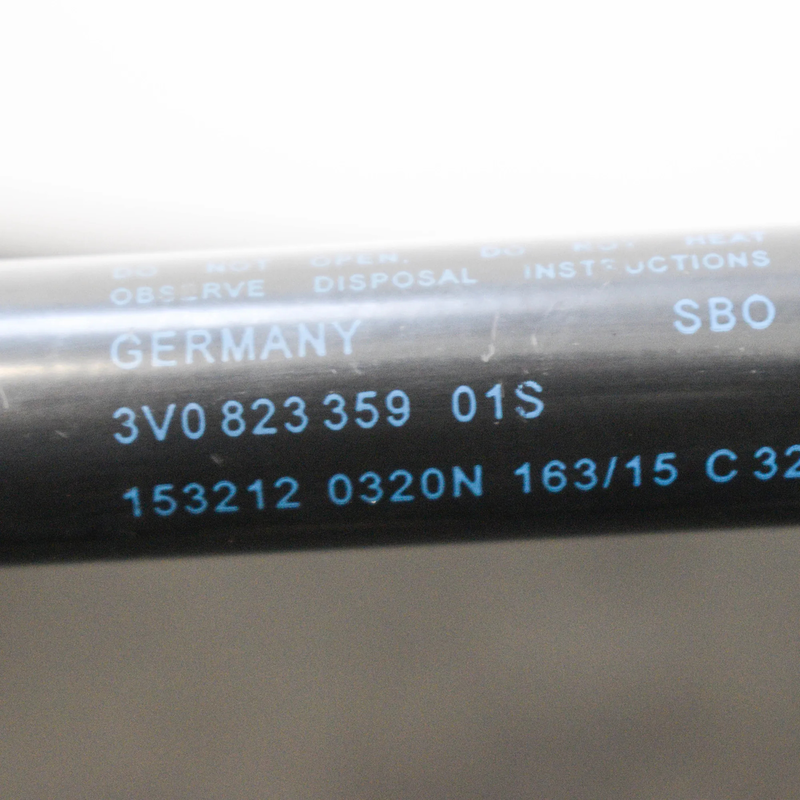 DO NOT OPEN. DO NOT HEAT
OBSERVE DISPOSAL INSTRUCTIONS
GERMANY SBO
3V0 823 359 01S
153212 0320N 163/15 C 32